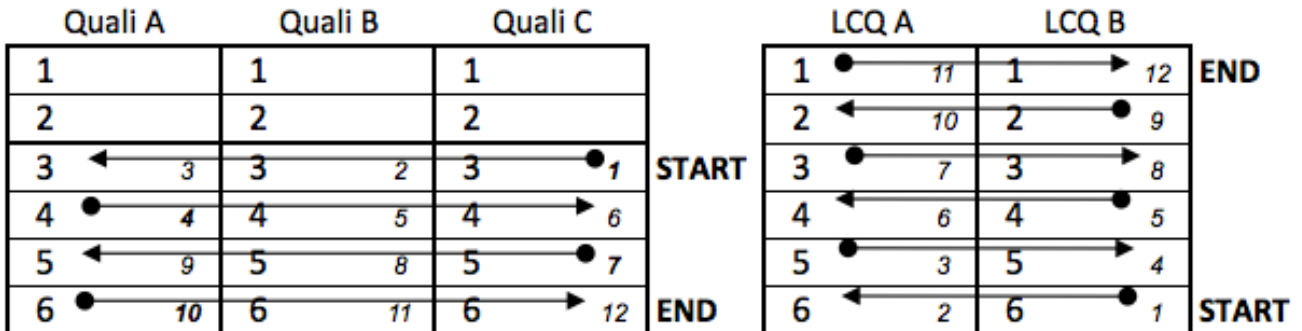 Quali A Quali B Quali C LCQ A LCQ B
1 1 1 1 11 1 12 END
2 2 2 2 10 2 9
3 3 3 2 3 1 START 3 7 3 8
4 4 4 5 4 6 4 6 4 5
5 9 5 8 5 7 5 3 5 4
6 10 6 11 6 12 END 6 2 6 1 START